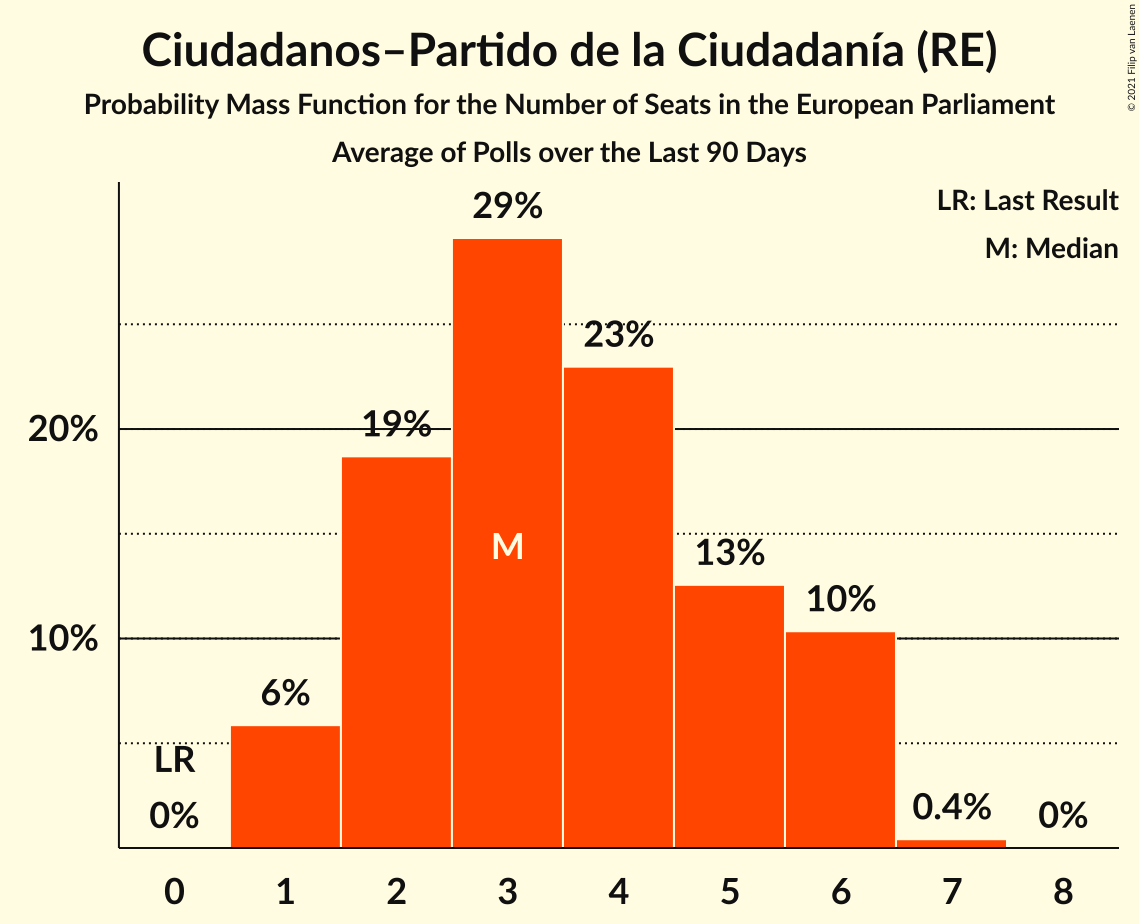 Ciudadanos–Partido de la Ciudadanía (RE)
Probability Mass Function for the Number of Seats in the European Parliament
Average of Polls over the Last 90 Days
© 2021 Filip van Laenen
LR: Last Result
M: Median
29%
23%
20%
19%
M
13%
10%
10%
6%
LR
0%
0.4%
0%
0 1 2 3 4 5 6 7 8